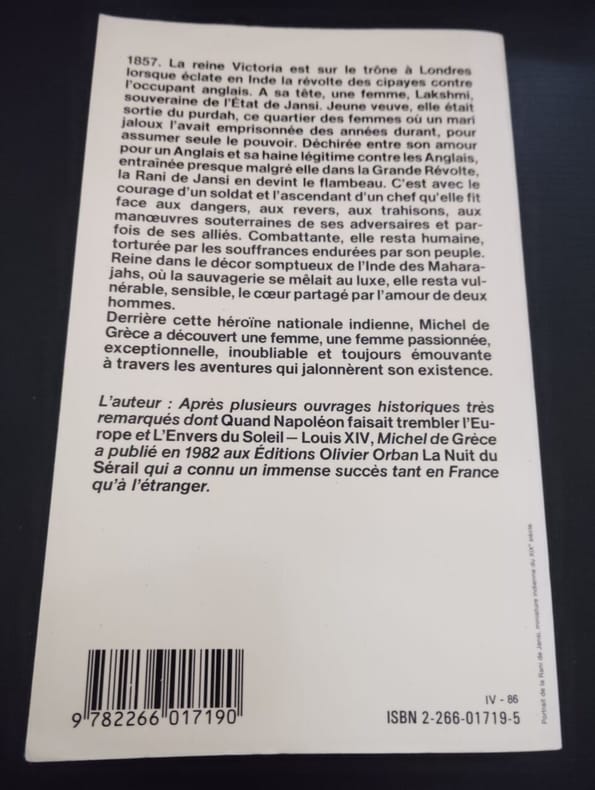 1857. La reine Victoria est sur le trône à Londres
lorsque éclate en Inde la révolte des cipayes contre
l'occupant anglais. A sa tête, une femme, Lakshmi,
souveraine de l'État de Jansi. Jeune veuve, elle était
sortie du purdah, ce quartier des femmes où un mari
jaloux l'avait emprisonnée des années durant, pour
assumer seule le pouvoir. Déchirée entre son amour
pour un Anglais et sa haine légitime contre les Anglais,
entraînée presque malgré elle dans la Grande Révolte,
la Rani de Jansi en devint le flambeau. C'est avec le
courage d'un soldat et l'ascendant d'un chef qu'elle fit
face aux dangers, aux revers, aux trahisons, aux
manœuvres souterraines de ses adversaires et par-
fois de ses alliés. Combattante, elle resta humaine,
torturée par les souffrances endurées par son peuple.
Reine dans le décor somptueux de l'Inde des Mahara-
jahs, où la sauvagerie se mêlait au luxe, elle resta vul-
nérable, sensible, le cœur partagé par l'amour de deux
hommes.
Derrière cette héroïne nationale indienne, Michel de
Grèce a découvert une femme, une femme passionnée,
exceptionnelle, inoubliable et toujours émouvante
à travers les aventures qui jalonnèrent son existence.
L'auteur : Après plusieurs ouvrages historiques très
remarqués dont Quand Napoléon faisait trembler l'Eu-
rope et L'Envers du Soleil – Louis XIV, Michel de Grèce
a publié en 1982 aux Éditions Olivier Orban La Nuit du
Sérail qui a connu un immense succès tant en France
qu'à l'étranger.
Portrait de la Rani de Jansi, miniature indienne du XIXe siècle
IV - 86
9 782266 017190
ISBN 2-266-01719-5